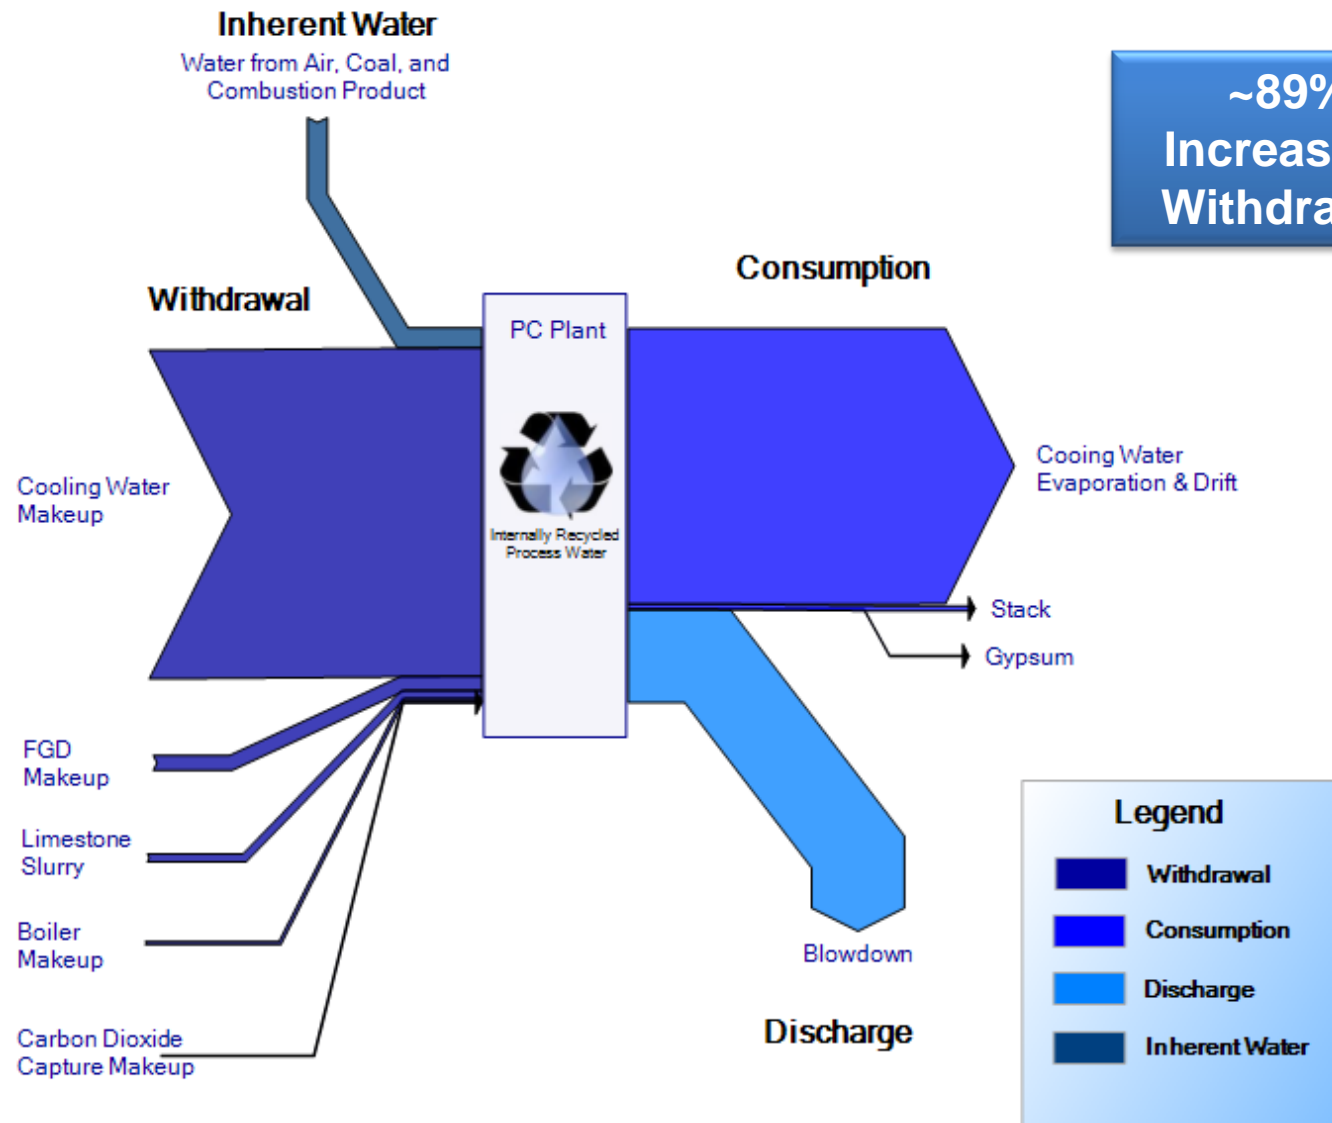 Inherent Water
Water from Air, Coal, and
Combustion Product
~89%
Increas
Withdra
Consumption
Withdrawal
PC Plant
Internally Recycled
Process Water
Cooling Water
Makeup
Cooing Water
Evaporation & Drift
Stack
Gypsum
FGD
Makeup
Limestone
Slurry
Boiler
Makeup
Carbon Dioxide
Capture Makeup
Blowdown
Discharge
Legend
Withdrawal
Consumption
Discharge
Inherent Water